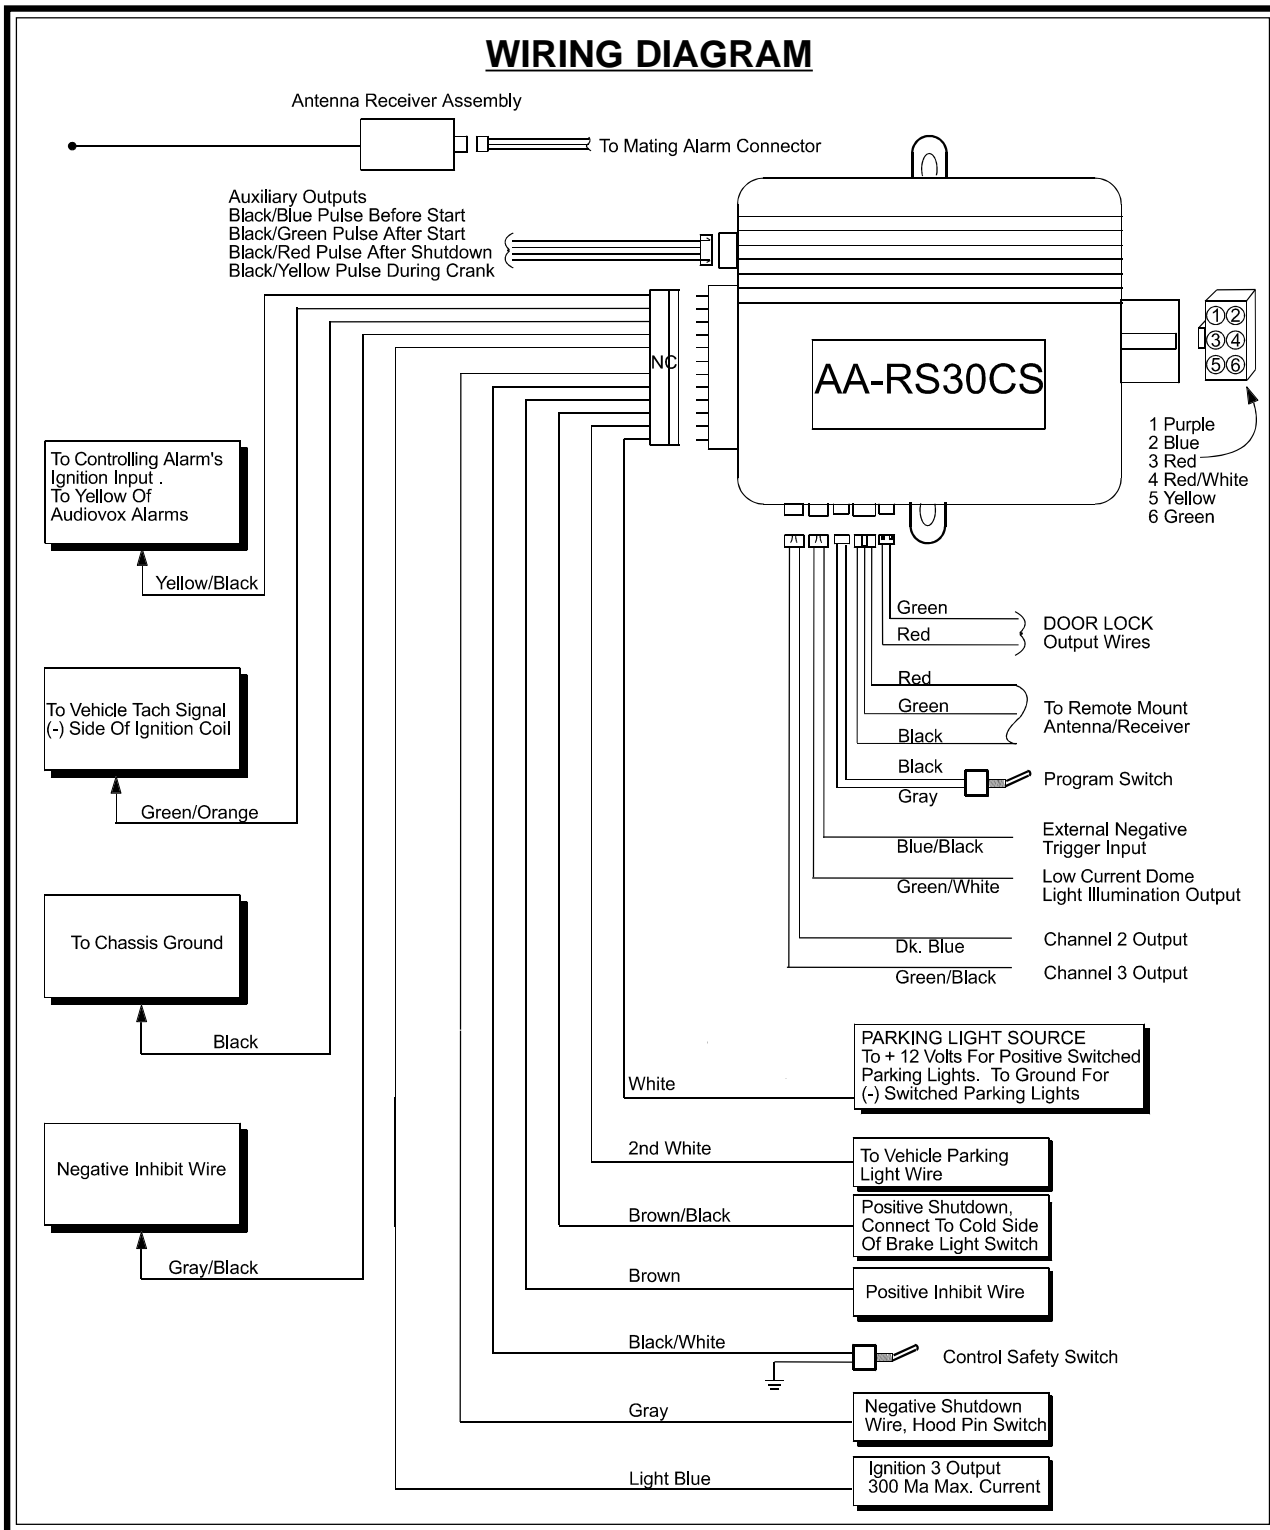 WIRING DIAGRAM
Antenna Receiver Assembly
To Mating Alarm Connector
Auxiliary Outputs
Black/Blue Pulse Before Start
Black/Green Pulse After Start
Black/Red Pulse After Shutdown
Black/Yellow Pulse During Crank
NC
AA-RS30CS
1 2
3 4
5 6
1 Purple
2 Blue
3 Red
4 Red/White
5 Yellow
6 Green
To Controlling Alarm's
Ignition Input .
To Yellow Of
Audiovox Alarms
Yellow/Black
To Vehicle Tach Signal
(-) Side Of Ignition Coil
Green/Orange
To Chassis Ground
Black
Negative Inhibit Wire
Gray/Black
Green
Red
DOOR LOCK
Output Wires
Red
Green
Black
To Remote Mount
Antenna/Receiver
Black
Gray
Program Switch
Blue/Black
External Negative
Trigger Input
Green/White
Low Current Dome
Light Illumination Output
Dk. Blue
Channel 2 Output
Green/Black
Channel 3 Output
White
PARKING LIGHT SOURCE
To + 12 Volts For Positive Switched
Parking Lights. To Ground For
(-) Switched Parking Lights
2nd White
To Vehicle Parking
Light Wire
Brown/Black
Positive Shutdown,
Connect To Cold Side
Of Brake Light Switch
Brown
Positive Inhibit Wire
Black/White
Control Safety Switch
Gray
Negative Shutdown
Wire, Hood Pin Switch
Light Blue
Ignition 3 Output
300 Ma Max. Current